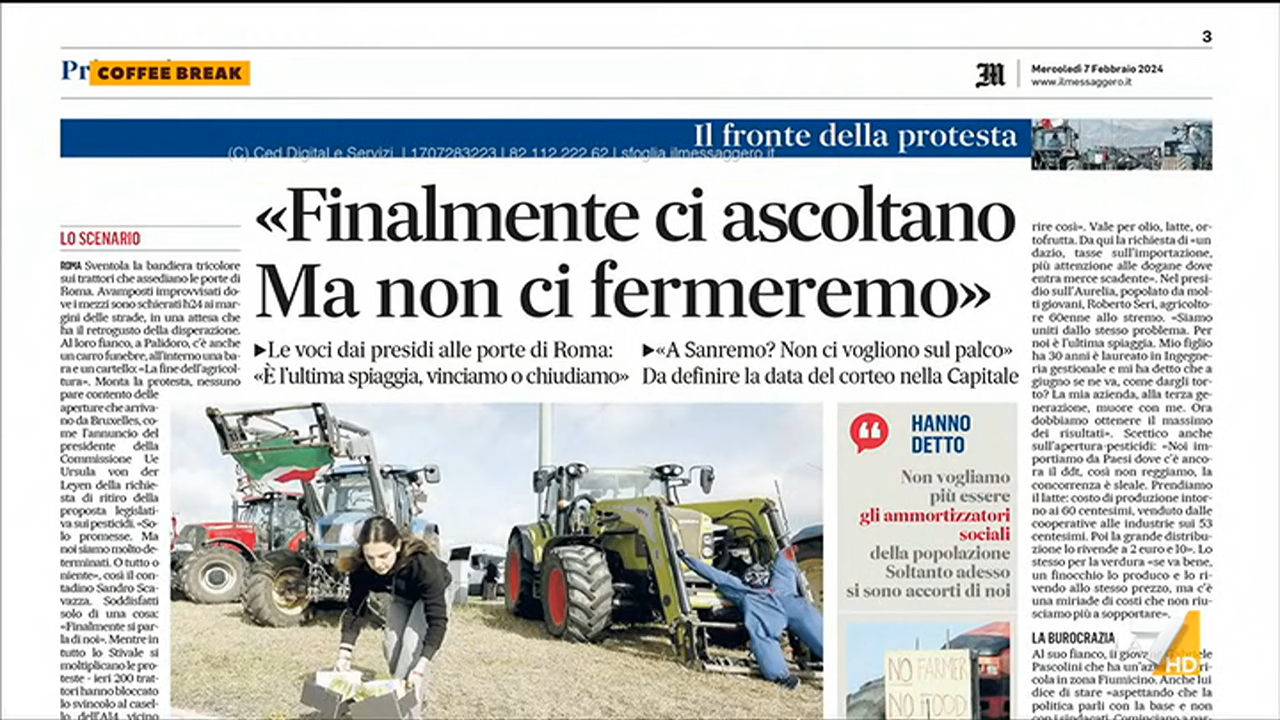 3
COFFEE BREAK
Mercoledì 7 Febbraio 2024
www.ilmessaggero.it
Il fronte della protesta
(C) Ced Digital e Servizi | 1707283223 | 82.112.222.62 | sfoglia.ilmessaggero.it
«Finalmente ci ascoltano
Ma non ci fermeremo»
▶Le voci dai presidi alle porte di Roma:
«È l'ultima spiaggia, vinciamo o chiudiamo»
▶«A Sanremo? Non ci vogliono sul palco»
Da definire la data del corteo nella Capitale
LO SCENARIO
ROMA Sventola la bandiera tricolore
sui trattori che assediano le porte di
Roma. Avamposti improvvisati do-
ve i mezzi sono schierati h24 ai mar-
gini delle strade, in una attesa che
ha il retrogusto della disperazione.
Al loro fianco, a Palidoro, c'è anche
un carro funebre, all'interno una ba-
ra e un cartello: «La fine dell'agricol-
tura». Monta la protesta, nessuno
pare contento delle
aperture che arriva-
no da Bruxelles, co-
me l'annuncio del
presidente della
Commissione Ue
Ursula von der
Leyen della richie-
sta di ritiro della
proposta legislati-
va sui pesticidi. «So-
lo promesse. Ma
noi siamo molto de-
terminati. O tutto o
niente», così il con-
tadino Sandro Sca-
vazza. Soddisfatti
solo di una cosa:
«Finalmente si par-
la di noi». Mentre in
tutto lo Stivale si
moltiplicano le pro-
teste - ieri 200 trat-
tori hanno bloccato
lo svincolo al casel-
lo dell'A14 vicino
HANNO
DETTO
Non vogliamo
più essere
gli ammortizzatori
sociali
della popolazione
Soltanto adesso
si sono accorti di noi
NO FARMER
NO FOOD
rire così». Vale per olio, latte, or-
tofrutta. Da qui la richiesta di «un
dazio, tasse sull'importazione,
più attenzione alle dogane dove
entra merce scadente». Nel presi-
dio sull'Aurelia, popolato da mol-
ti giovani, Roberto Seri, agricolto-
re 60enne allo stremo. «Siamo
uniti dallo stesso problema. Per
noi è l'ultima spiaggia. Mio figlio
ha 30 anni è laureato in Ingegne-
ria gestionale e mi ha detto che a
giugno se ne va, come dargli tor-
to? La mia azienda, alla terza ge-
nerazione, muore con me. Ora
dobbiamo ottenere il massimo
dei risultati». Scettico anche
sull'apertura-pesticidi: «Noi im-
portiamo da Paesi dove c'è anco-
ra il ddt, così non reggiamo, la
concorrenza è sleale. Prendiamo
il latte: costo di produzione intor-
no ai 60 centesimi, venduto dalle
cooperative alle industrie sui 53
centesimi. Poi la grande distribu-
zione lo rivende a 2 euro e 10». Lo
stesso per la verdura «se va bene,
un finocchio lo produco e lo ri-
vendo allo stesso prezzo, ma c'è
una miriade di costi che non riu-
sciamo più a sopportare».
LA BUROCRAZIA
Al suo fianco, il
Pascolini che ha un'
cola in zona Fiumicino. Anche lui
dice di stare «aspettando che la
politica parli con la base e non
7
HD